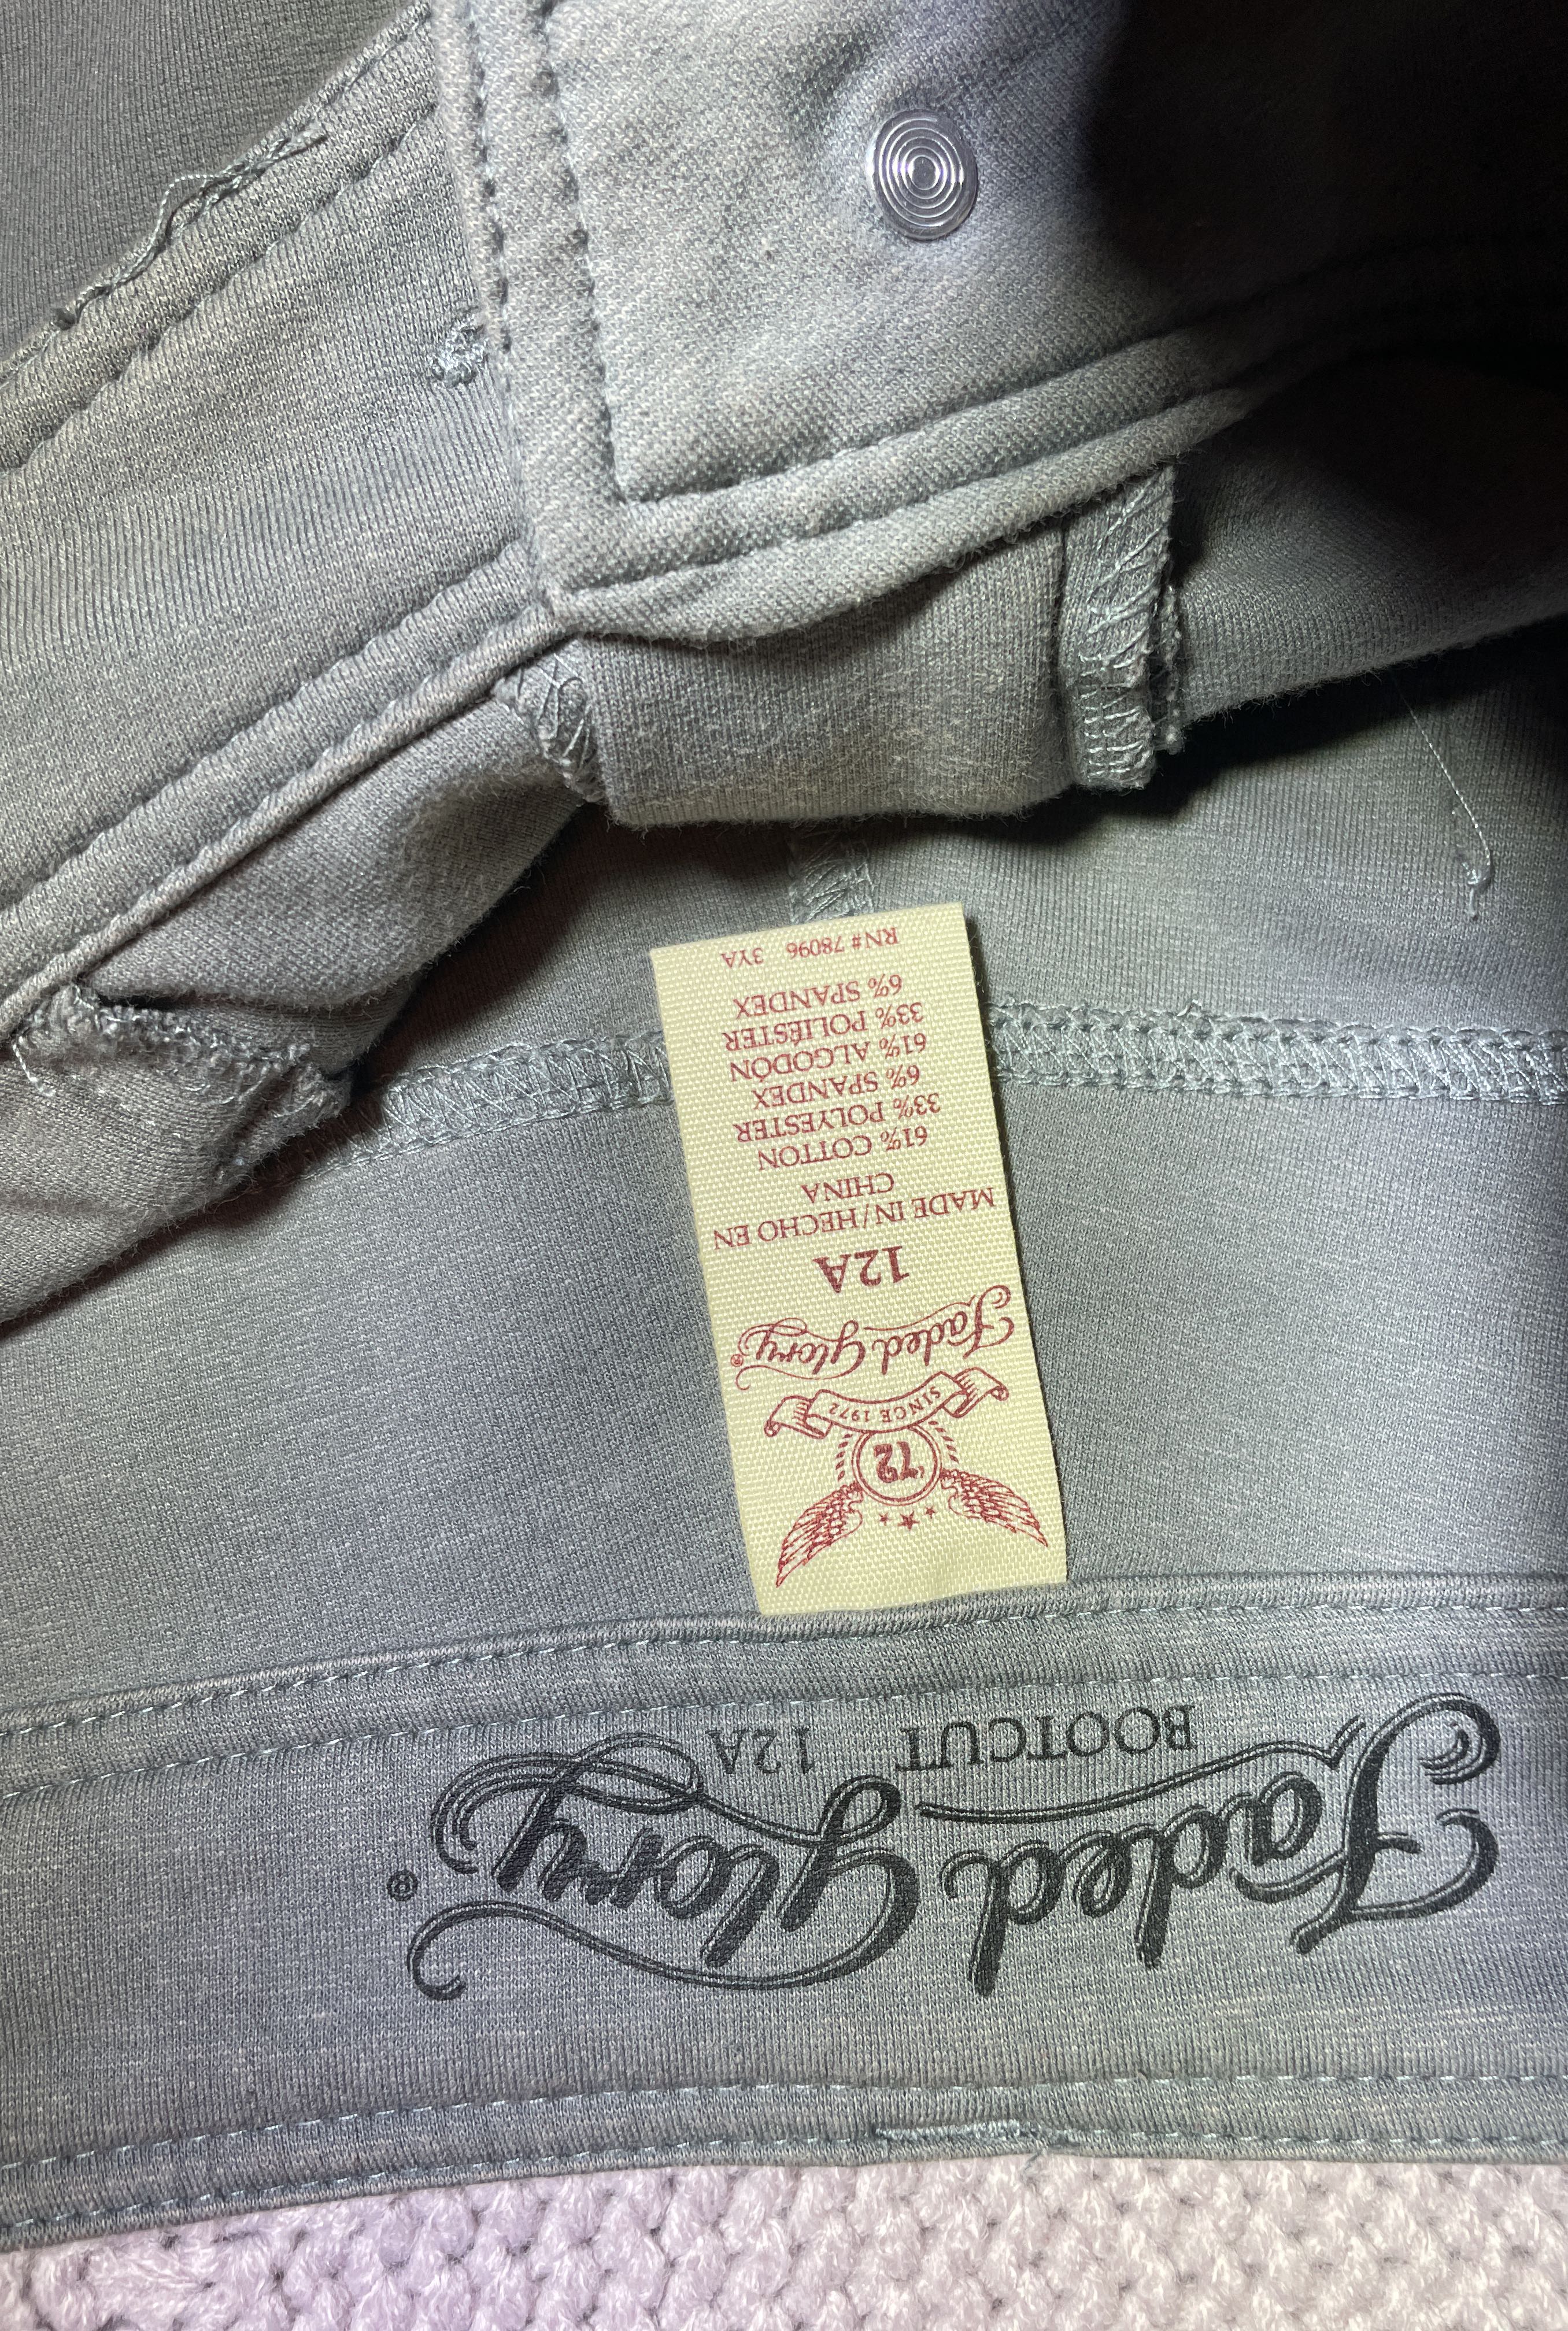 Faded Glory®
BOOTCUT 12A
'72
SINCE 1972
Faded Glory®
12A
MADE IN/HECHO EN
CHINA
61% COTTON
33% POLYESTER
6% SPANDEX
61% ALGODÓN
33% POLIÉSTER
6% SPANDEX
RN# 78096 3YA